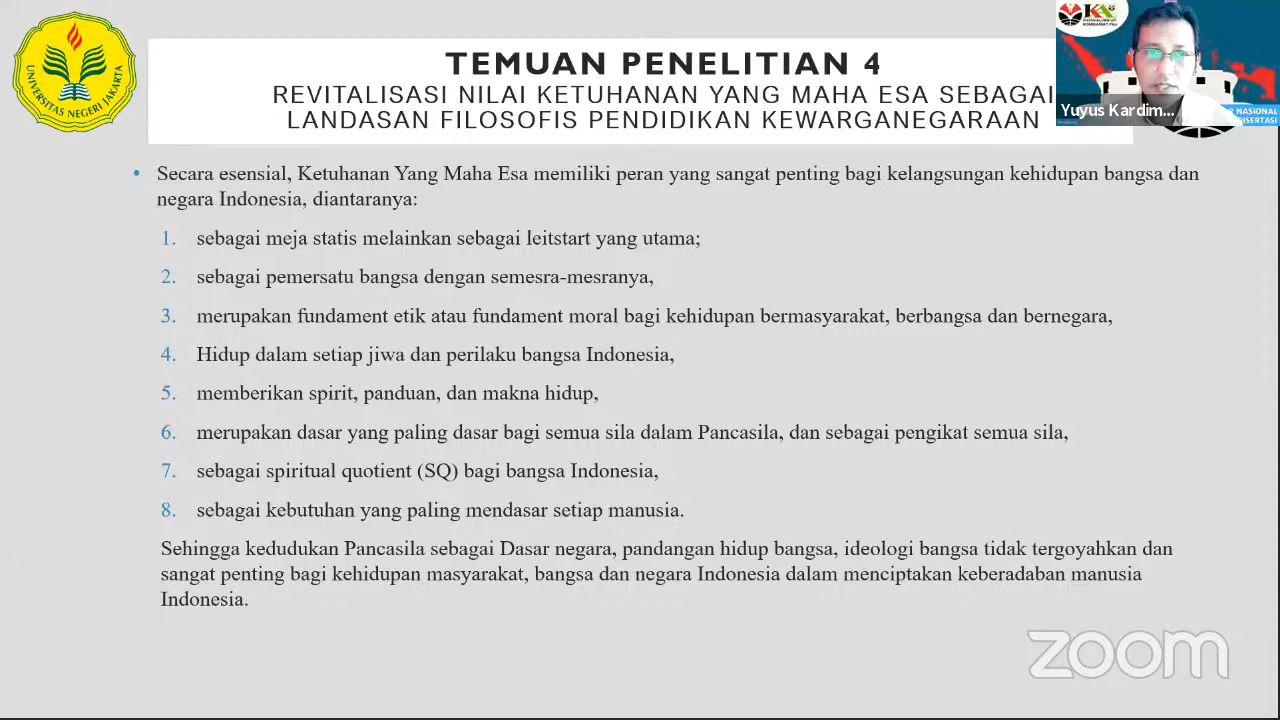 UNIVERSITAS NEGERI JAKARTA
TEMUAN PENELITIAN 4
REVITALISASI NILAI KETUHANAN YANG MAHA ESA SEBAGAI
LANDASAN FILOSOFIS PENDIDIKAN KEWARGANEGARAAN
Yuyus Kardim...
NASIONAL
DISERTASI
• Secara esensial, Ketuhanan Yang Maha Esa memiliki peran yang sangat penting bagi kelangsungan kehidupan bangsa dan
negara Indonesia, diantaranya:
1. sebagai meja statis melainkan sebagai leitstart yang utama;
2. sebagai pemersatu bangsa dengan semesra-mesranya,
3. merupakan fundament etik atau fundament moral bagi kehidupan bermasyarakat, berbangsa dan bernegara,
4. Hidup dalam setiap jiwa dan perilaku bangsa Indonesia,
5. memberikan spirit, panduan, dan makna hidup,
6. merupakan dasar yang paling dasar bagi semua sila dalam Pancasila, dan sebagai pengikat semua sila,
7. sebagai spiritual quotient (SQ) bagi bangsa Indonesia,
8. sebagai kebutuhan yang paling mendasar setiap manusia.
Sehingga kedudukan Pancasila sebagai Dasar negara, pandangan hidup bangsa, ideologi bangsa tidak tergoyahkan dan
sangat penting bagi kehidupan masyarakat, bangsa dan negara Indonesia dalam menciptakan keberadaban manusia
Indonesia.
zoom